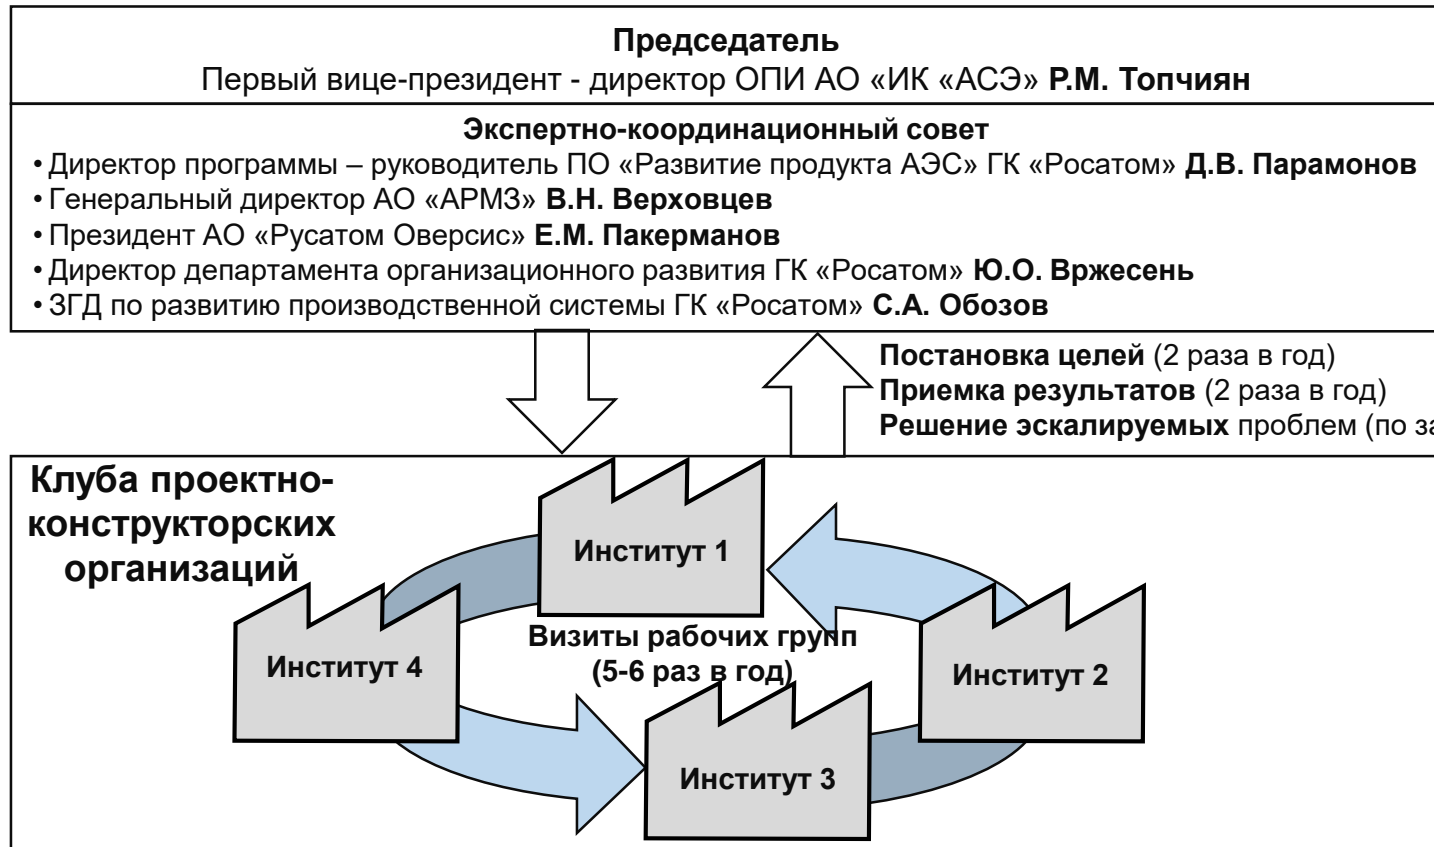 Председатель
Первый вице-президент - директор ОПИ АО «ИК «АСЭ» Р.М. Топчиян
Экспертно-координационный совет
• Директор программы – руководитель ПО «Развитие продукта АЭС» ГК «Росатом» Д.В. Парамонов
• Генеральный директор АО «АРМЗ» В.Н. Верховцев
• Президент АО «Русатом Оверсис» Е.М. Пакерманов
• Директор департамента организационного развития ГК «Росатом» Ю.О. Вржесень
• ЗГД по развитию производственной системы ГК «Росатом» С.А. Обозов
Постановка целей (2 раза в год)
Приемка результатов (2 раза в год)
Решение эскалируемых проблем (по
Клуба проектно-
конструкторских
организаций
Институт 1
Визиты рабочих групп
(5-6 раз в год)
Институт 4
Институт 2
Институт 3